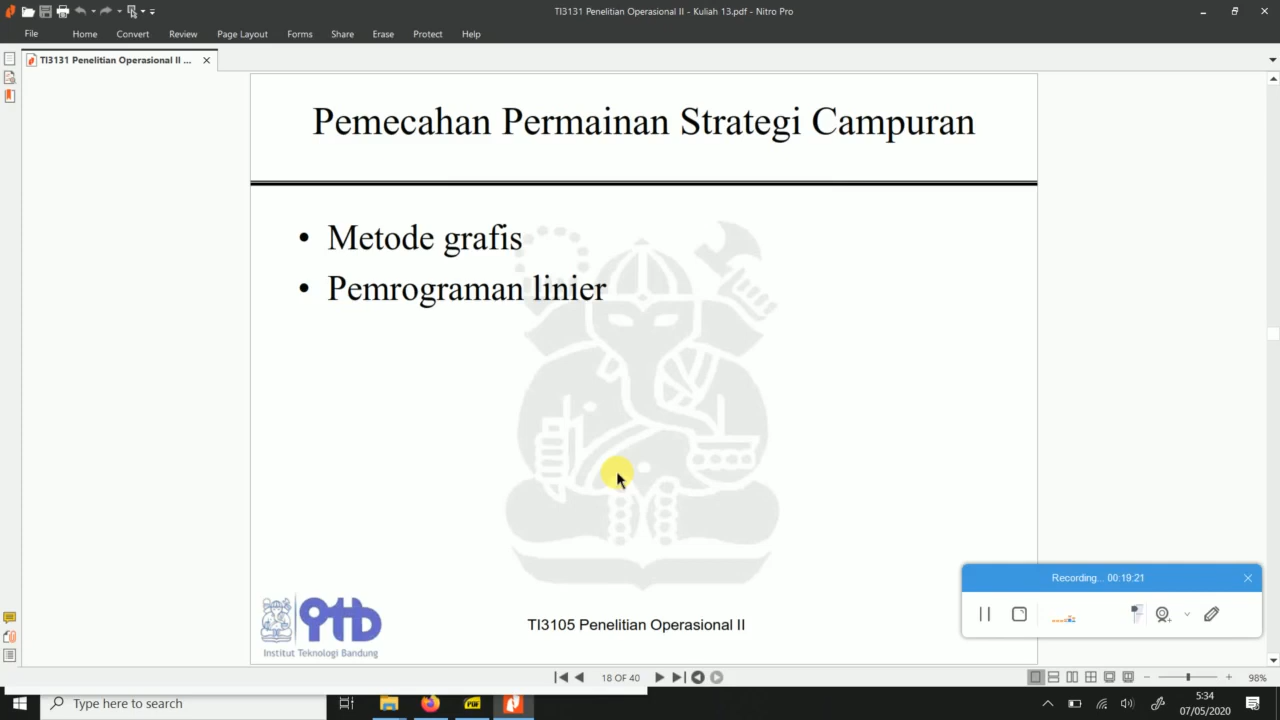 TI3131 Penelitian Operasional II - Kuliah 13.pdf - Nitro Pro
File Home Convert Review Page Layout Forms Share Erase Protect Help
TI3131 Penelitian Operasional II ...
Pemecahan Permainan Strategi Campuran
• Metode grafis
• Pemrograman linier
Recording... 00:19:21
TI3105 Penelitian Operasional II
Institut Teknologi Bandung
18 OF 40
98%
Type here to search
PDF
5:34
07/05/2020